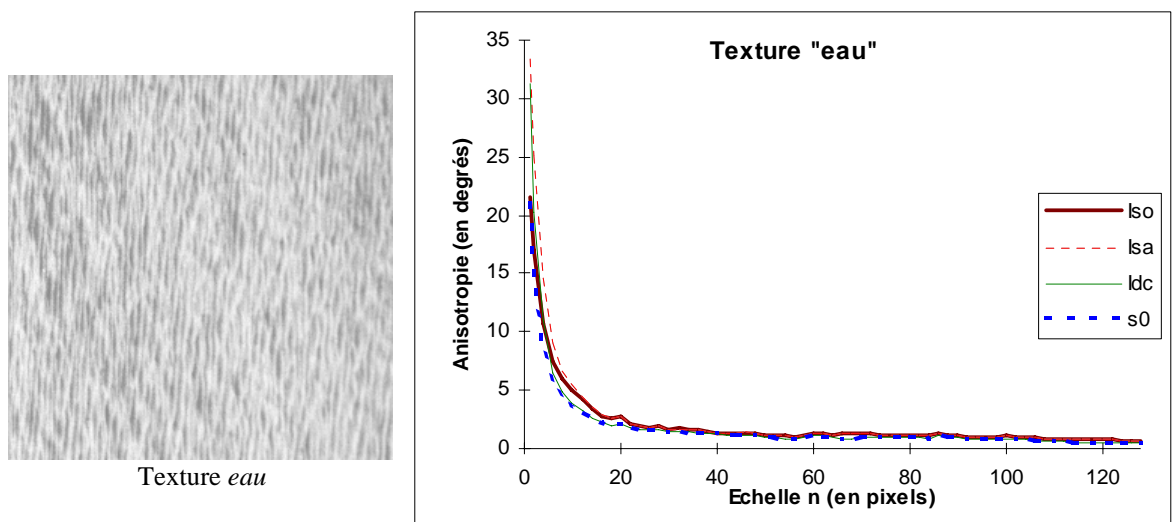 Texture eau
Texture "eau"
Anisotropie (en degrés)
35
30
25
20
15
10
5
0
0 20 40 60 80 100 120
Echelle n (en pixels)
Iso
Isa
Idc
s0